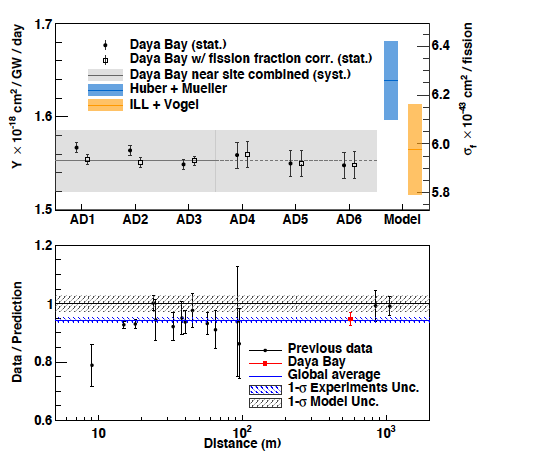 1.7
Daya Bay (stat.)
Daya Bay w/ fission fraction corr. (stat.)
Daya Bay near site combined (syst.)
Huber + Mueller
ILL + Vogel
Y × 10⁻¹⁸ cm² / GW / day
1.6
1.5
6.4
6.2
6.0
5.8
σf ×10⁻⁴³ cm² / fission
AD1 AD2 AD3 AD4 AD5 AD6 Model
1.2
1
0.8
0.6
Data / Prediction
Previous data
Daya Bay
Global average
1-σ Experiments Unc.
1-σ Model Unc.
10 10² 10³
Distance (m)